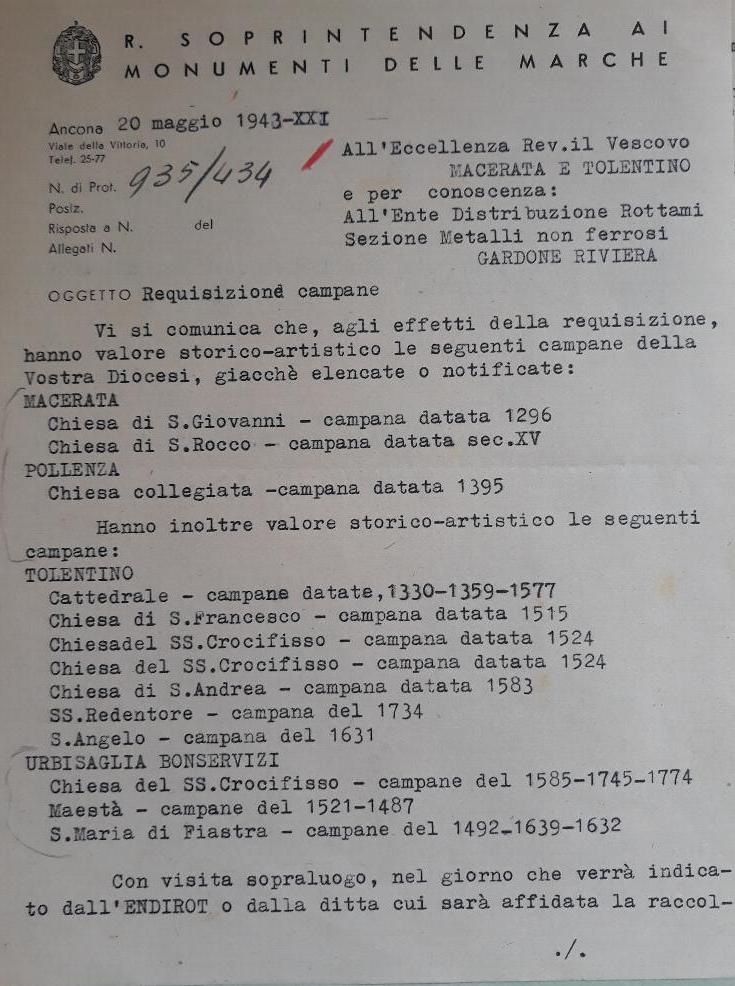 R. SOPRINTENDENZA AI
MONUMENTI DELLE MARCHE
Ancona 20 maggio 1943-XXI
Viale della Vittoria, 10
Telef. 25-77
N. di Prot. 935/434
Posiz.
Risposta a N. del
Allegati N.
All'Eccellenza Rev.il Vescovo
MACERATA E TOLENTINO
e per conoscenza:
All'Ente Distribuzione Rottami
Sezione Metalli non ferrosi
GARDONE RIVIERA
OGGETTO Requisizione campane
Vi si comunica che, agli effetti della requisizione,
hanno valore storico-artistico le seguenti campane della
Vostra Diocesi, giacchè elencate o notificate:
MACERATA
Chiesa di S.Giovanni - campana datata 1296
Chiesa di S.Rocco - campana datata sec.XV
POLLENZA
Chiesa collegiata -campana datata 1395
Hanno inoltre valore storico-artistico le seguenti
campane:
TOLENTINO
Cattedrale - campane datate,1330-1359-1577
Chiesa di S.Francesco - campana datata 1515
Chiesadel SS.Crocifisso - campana datata 1524
Chiesa del SS.Crocifisso - campana datata 1524
Chiesa di S.Andrea - campana datata 1583
SS.Redentore - campana del 1734
S.Angelo - campana del 1631
URBISAGLIA BONSERVIZI
Chiesa del SS.Crocifisso - campane del 1585-1745-1774
Maestà - campane del 1521-1487
S.Maria di Fiastra - campane del 1492-1639-1632
Con visita sopraluogo, nel giorno che verrà indica-
to dall'ENDIROT o dalla ditta cui sarà affidata la raccol-
./.